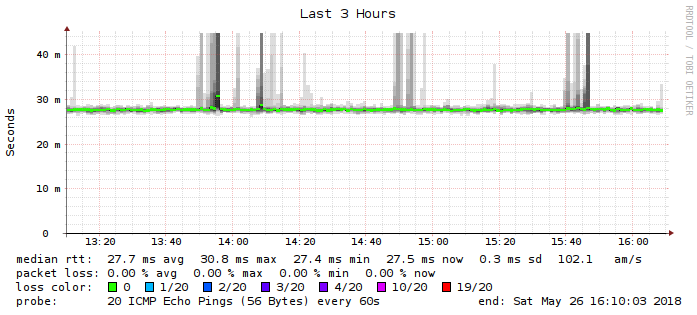 Last 3 Hours
RRDTOOL / TOBI OETIKER
Seconds
40 m
30 m
20 m
10 m
0
13:20 13:40 14:00 14:20 14:40 15:00 15:20 15:40 16:00
median rtt: 27.7 ms avg 30.8 ms max 27.4 ms min 27.5 ms now 0.3 ms sd 102.1 am/s
packet loss: 0.00 % avg 0.00 % max 0.00 % min 0.00 % now
loss color: 0 1/20 2/20 3/20 4/20 10/20 19/20
probe: 20 ICMP Echo Pings (56 Bytes) every 60s end: Sat May 26 16:10:03 2018